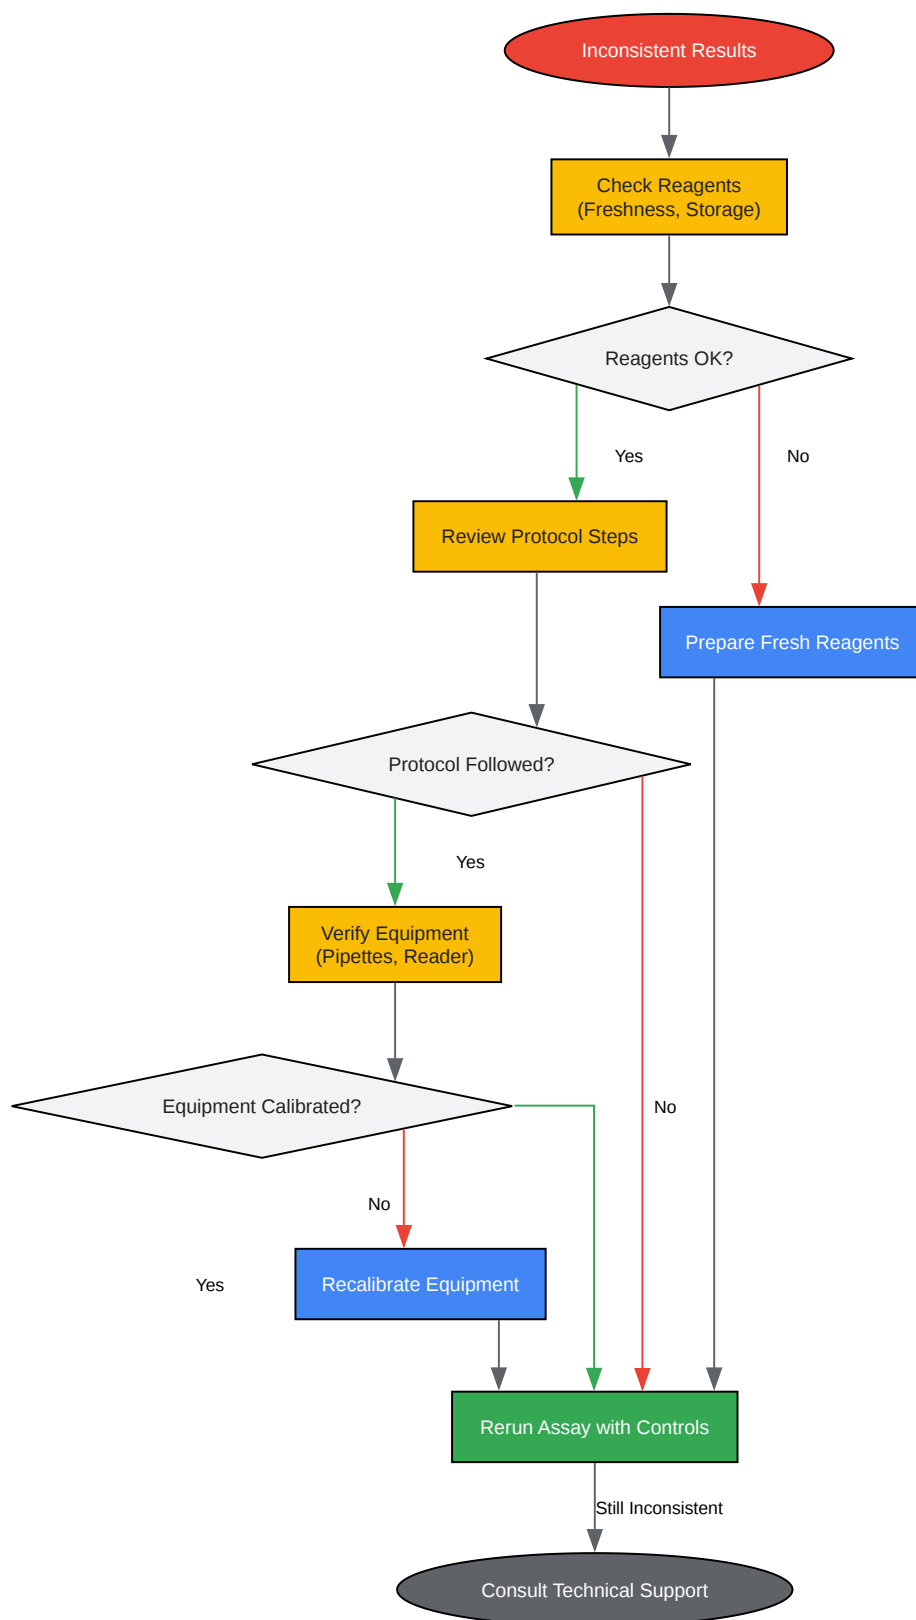 Inconsistent Results
Check Reagents
(Freshness, Storage)
Reagents OK?
Yes
No
Review Protocol Steps
Prepare Fresh Reagents
Protocol Followed?
Yes
Verify Equipment
(Pipettes, Reader)
Equipment Calibrated?
No
No
Yes
Recalibrate Equipment
Rerun Assay with Controls
Still Inconsistent
Consult Technical Support